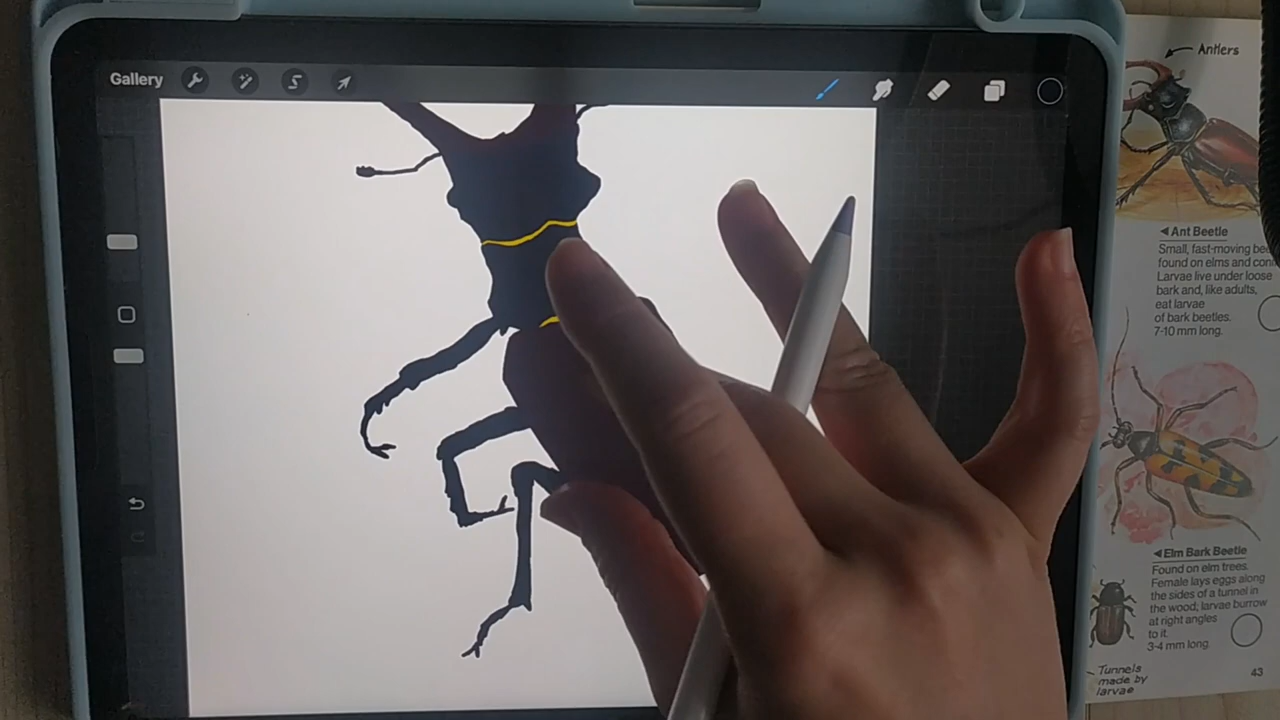 Gallery
Antlers
◄Ant Beetle
Small, fast-moving
found on elms and
Larvae live under loose
bark and, like adults,
eat larvae
of bark beetles.
7-10 mm long.
◄Elm Bark Beetle
Found on elm trees.
Female lays eggs along
the sides of a tunnel in
the wood; larvae burrow
at right angles
to it.
3-4 mm long
Tunnels
made by
larvae
43